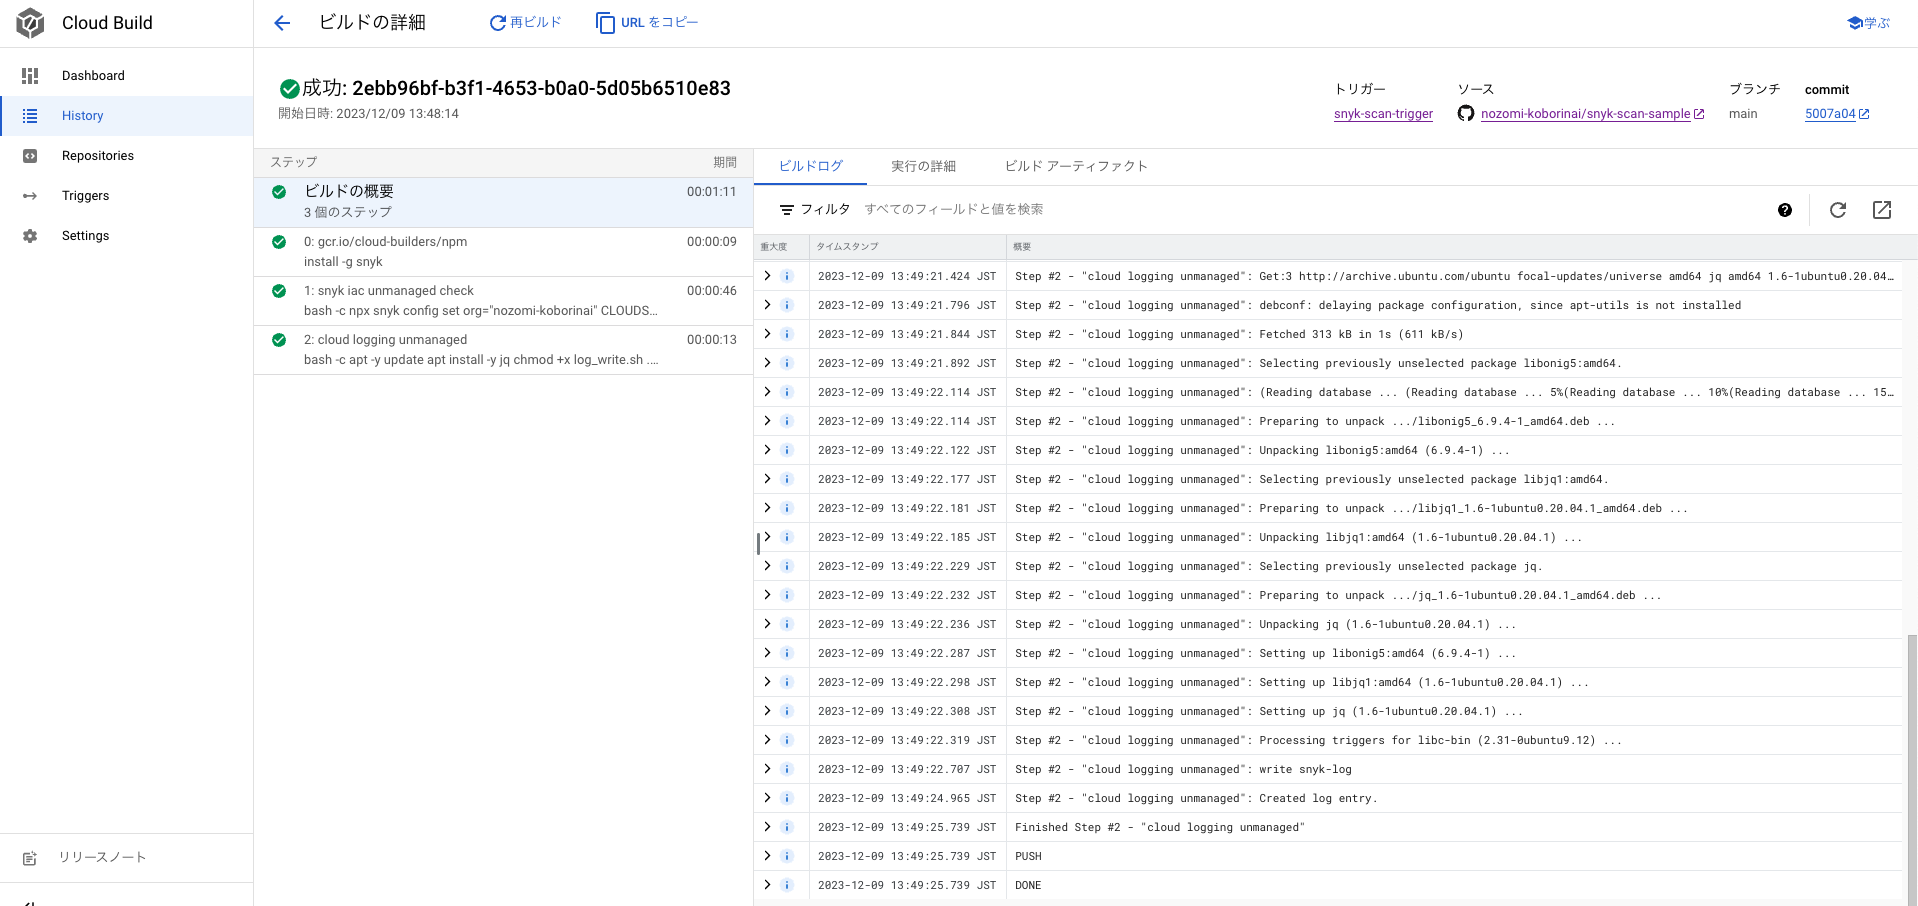 Cloud Build
ビルドの詳細
再ビルド
URL をコピー
学ぶ
Dashboard
History
Repositories
Triggers
Settings
リリースノート
成功: 2ebb96bf-b3f1-4653-b0a0-5d05b6510e83
開始日時: 2023/12/09 13:48:14
トリガー
snyk-scan-trigger
ソース
nozomi-koborinai/snyk-scan-sample
ブランチ
main
commit
5007a04
ステップ 期間
ビルドの概要 00:01:11
3 個のステップ
0: gcr.io/cloud-builders/npm 00:00:09
install -g snyk
1: snyk iac unmanaged check 00:00:46
bash -c npx snyk config set org="nozomi-koborinai" CLOUDS...
2: cloud logging unmanaged 00:00:13
bash -c apt -y update apt install -y jq chmod +x log_write.sh ....
ビルドログ 実行の詳細 ビルド アーティファクト
フィルタ すべてのフィールドと値を検索
重大度 タイムスタンプ 概要
2023-12-09 13:49:21.424 JST Step #2 - "cloud logging unmanaged": Get:3 http://archive.ubuntu.com/ubuntu focal-updates/universe amd64 jq amd64 1.6-1ubuntu0.20.04...
2023-12-09 13:49:21.796 JST Step #2 - "cloud logging unmanaged": debconf: delaying package configuration, since apt-utils is not installed
2023-12-09 13:49:21.844 JST Step #2 - "cloud logging unmanaged": Fetched 313 kB in 1s (611 kB/s)
2023-12-09 13:49:21.892 JST Step #2 - "cloud logging unmanaged": Selecting previously unselected package libonig5:amd64.
2023-12-09 13:49:22.114 JST Step #2 - "cloud logging unmanaged": (Reading database ... (Reading database ... 5%(Reading database ... 10%(Reading database ... 15...
2023-12-09 13:49:22.114 JST Step #2 - "cloud logging unmanaged": Preparing to unpack .../libonig5_6.9.4-1_amd64.deb ...
2023-12-09 13:49:22.122 JST Step #2 - "cloud logging unmanaged": Unpacking libonig5:amd64 (6.9.4-1) ...
2023-12-09 13:49:22.177 JST Step #2 - "cloud logging unmanaged": Selecting previously unselected package libjq1:amd64.
2023-12-09 13:49:22.181 JST Step #2 - "cloud logging unmanaged": Preparing to unpack .../libjq1_1.6-1ubuntu0.20.04.1_amd64.deb ...
2023-12-09 13:49:22.185 JST Step #2 - "cloud logging unmanaged": Unpacking libjq1:amd64 (1.6-1ubuntu0.20.04.1) ...
2023-12-09 13:49:22.229 JST Step #2 - "cloud logging unmanaged": Selecting previously unselected package jq.
2023-12-09 13:49:22.232 JST Step #2 - "cloud logging unmanaged": Preparing to unpack .../jq_1.6-1ubuntu0.20.04.1_amd64.deb ...
2023-12-09 13:49:22.236 JST Step #2 - "cloud logging unmanaged": Unpacking jq (1.6-1ubuntu0.20.04.1) ...
2023-12-09 13:49:22.287 JST Step #2 - "cloud logging unmanaged": Setting up libonig5:amd64 (6.9.4-1) ...
2023-12-09 13:49:22.298 JST Step #2 - "cloud logging unmanaged": Setting up libjq1:amd64 (1.6-1ubuntu0.20.04.1) ...
2023-12-09 13:49:22.308 JST Step #2 - "cloud logging unmanaged": Setting up jq (1.6-1ubuntu0.20.04.1) ...
2023-12-09 13:49:22.319 JST Step #2 - "cloud logging unmanaged": Processing triggers for libc-bin (2.31-0ubuntu9.12) ...
2023-12-09 13:49:22.707 JST Step #2 - "cloud logging unmanaged": write snyk-log
2023-12-09 13:49:24.965 JST Step #2 - "cloud logging unmanaged": Created log entry.
2023-12-09 13:49:25.739 JST Finished Step #2 - "cloud logging unmanaged"
2023-12-09 13:49:25.739 JST PUSH
2023-12-09 13:49:25.739 JST DONE